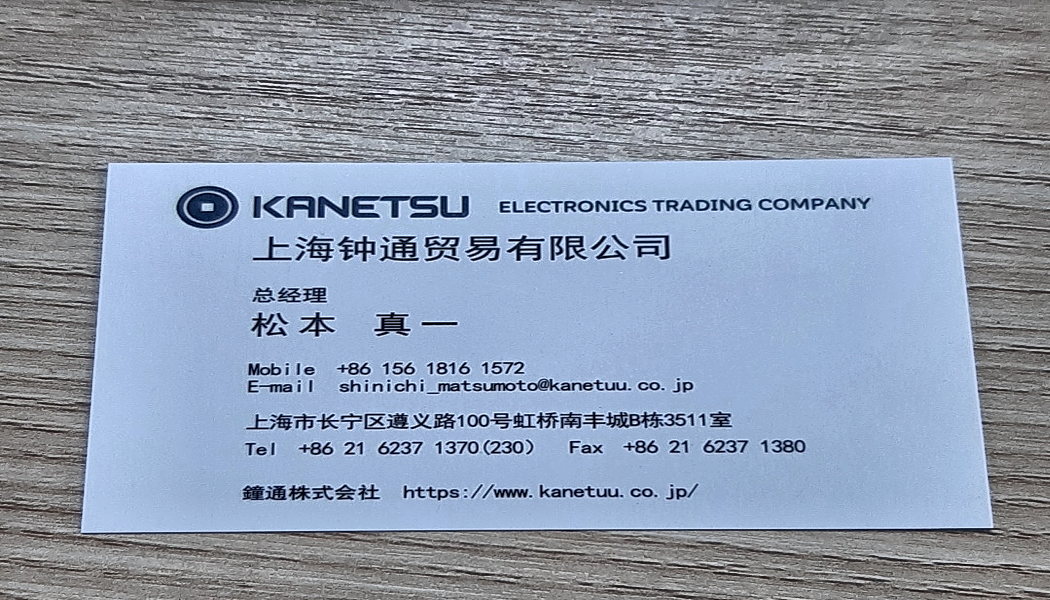 KANETSU ELECTRONICS TRADING COMPANY
上海钟通贸易有限公司
总经理
松本 真一
Mobile +86 156 1816 1572
E-mail shinichi_matsumoto@kanetuu.co.jp
上海市长宁区遵义路100号虹桥南丰城B栋3511室
Tel +86 21 6237 1370(230) Fax +86 21 6237 1380
鐘通株式会社 https://www.kanetuu.co.jp/